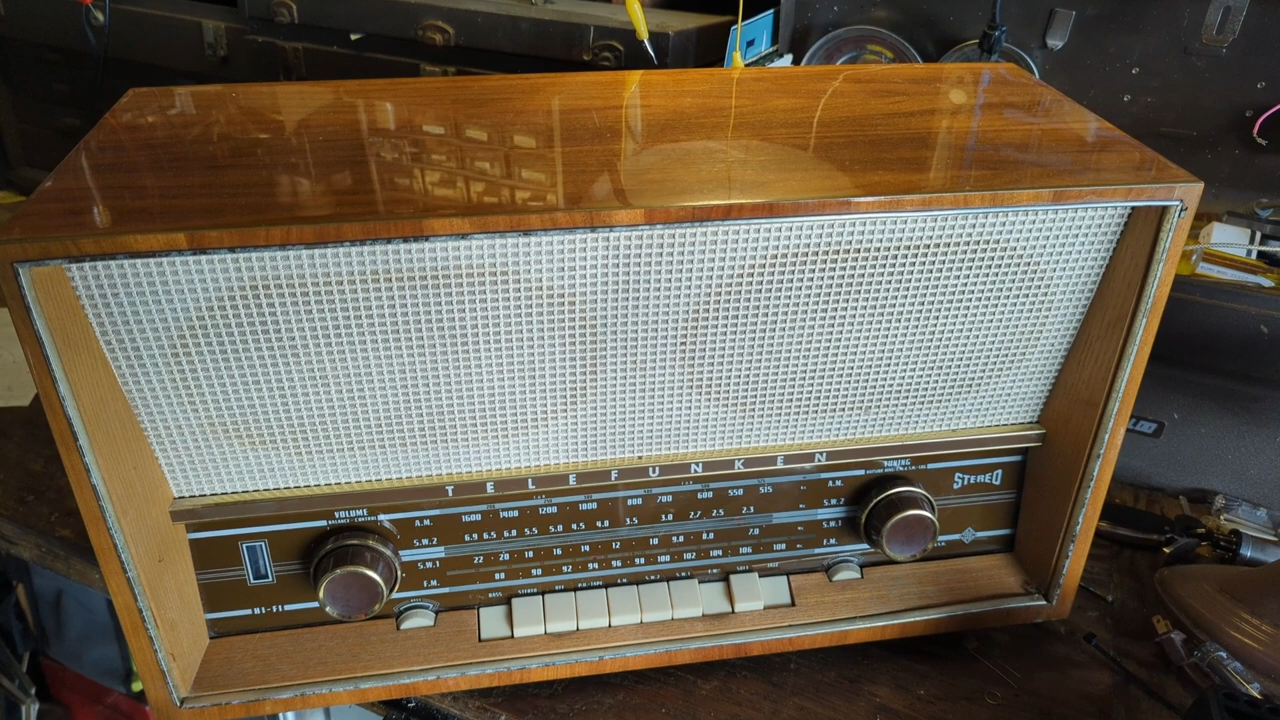 TELEFUNKEN
TUNING
STEREO
VOLUME
BALANCE - CONTROL
A.M. 1600 · 1400 · 1200 · 1000 800 700 600 550 515 A.M.
S.W.2 6.9 6.5 6.0 5.5 5.0 4.5 4.0 3.5 3.0 2.7 2.5 2.3 S.W.2
S.W.1 22 · 20 · 18 · 16 · 14 · 12 · 10 9.0 · 8.0 7.0 S.W.1
F.M. 88 · 90 · 92 · 94 · 96 · 98 · 100 · 102 · 104 · 106 · 108 F.M.
HI-FI
BASS STEREO